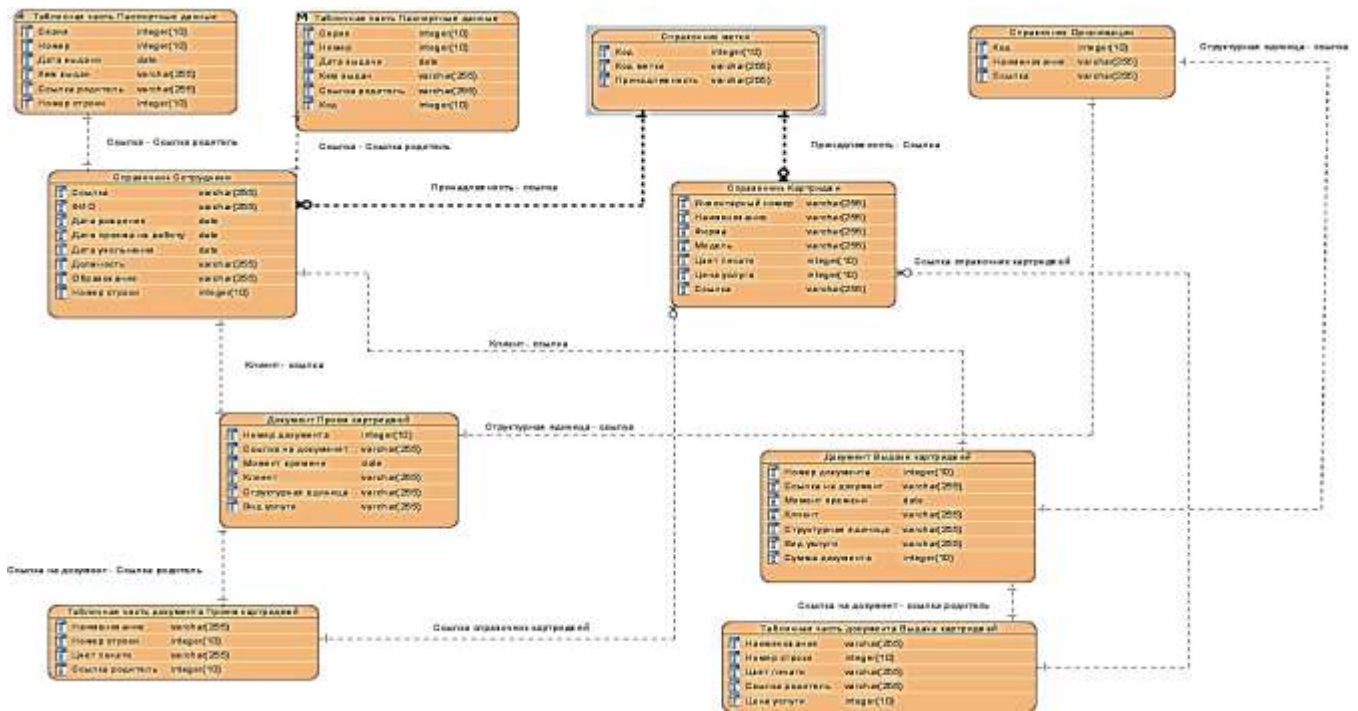 Табличная часть Паспортные данные
Серия integer(10)
Номер integer(10)
Дата выдачи date
Кем выдан varchar(255)
Ссылка родитель varchar(255)
Номер строки integer(10)
M Табличная часть Паспортные данные
Серия integer(10)
Номер integer(10)
Дата выдачи date
Кем выдан varchar(255)
Ссылка родитель varchar(255)
Код integer(10)
Справочник метки
Код integer(10)
Код метки varchar(255)
Принадлежность varchar(255)
Справочник Организации
Код integer(10)
Наименование varchar(255)
Ссылка varchar(255)
Структурная единица - ссылка
Ссылка - Ссылка родитель
Ссылка - Ссылка родитель
Принадлежность - Ссылка
Справочник Сотрудники
Ссылка varchar(255)
ФИО varchar(255)
Дата рождения date
Дата приема на работу date
Дата увольнения date
Должность varchar(255)
Образование varchar(255)
Номер строки integer(10)
Принадлежность - ссылка
Справочник Картриджи
Инвентарный номер varchar(255)
Наименование varchar(255)
Фирма varchar(255)
Модель varchar(255)
Цвет печати integer(10)
Цена услуги integer(10)
Ссылка varchar(255)
Ссылка справочник картриджей
Клиент - ссылка
Клиент - ссылка
Документ Прием картриджей
Номер документа integer(10)
Ссылка на документ varchar(255)
Момент времени date
Клиент varchar(255)
Структурная единица varchar(255)
Вид услуги varchar(255)
Структурная единица - ссылка
Документ Выдача картриджей
Номер документа integer(10)
Ссылка на документ varchar(255)
Момент времени date
Клиент varchar(255)
Структурная единица varchar(255)
Вид услуги varchar(255)
Сумма документа integer(10)
Ссылка на документ - Ссылка родитель
Табличная часть документа Прием картриджей
Наименование varchar(255)
Номер строки integer(10)
Цвет печати varchar(255)
Ссылка родитель integer(10)
Ссылка справочник картриджей
Ссылка на документ - ссылка родитель
Табличная часть документа Выдача картриджей
Наименование varchar(255)
Номер строки integer(10)
Цвет печати varchar(255)
Ссылка родитель varchar(255)
Цена услуги integer(10)